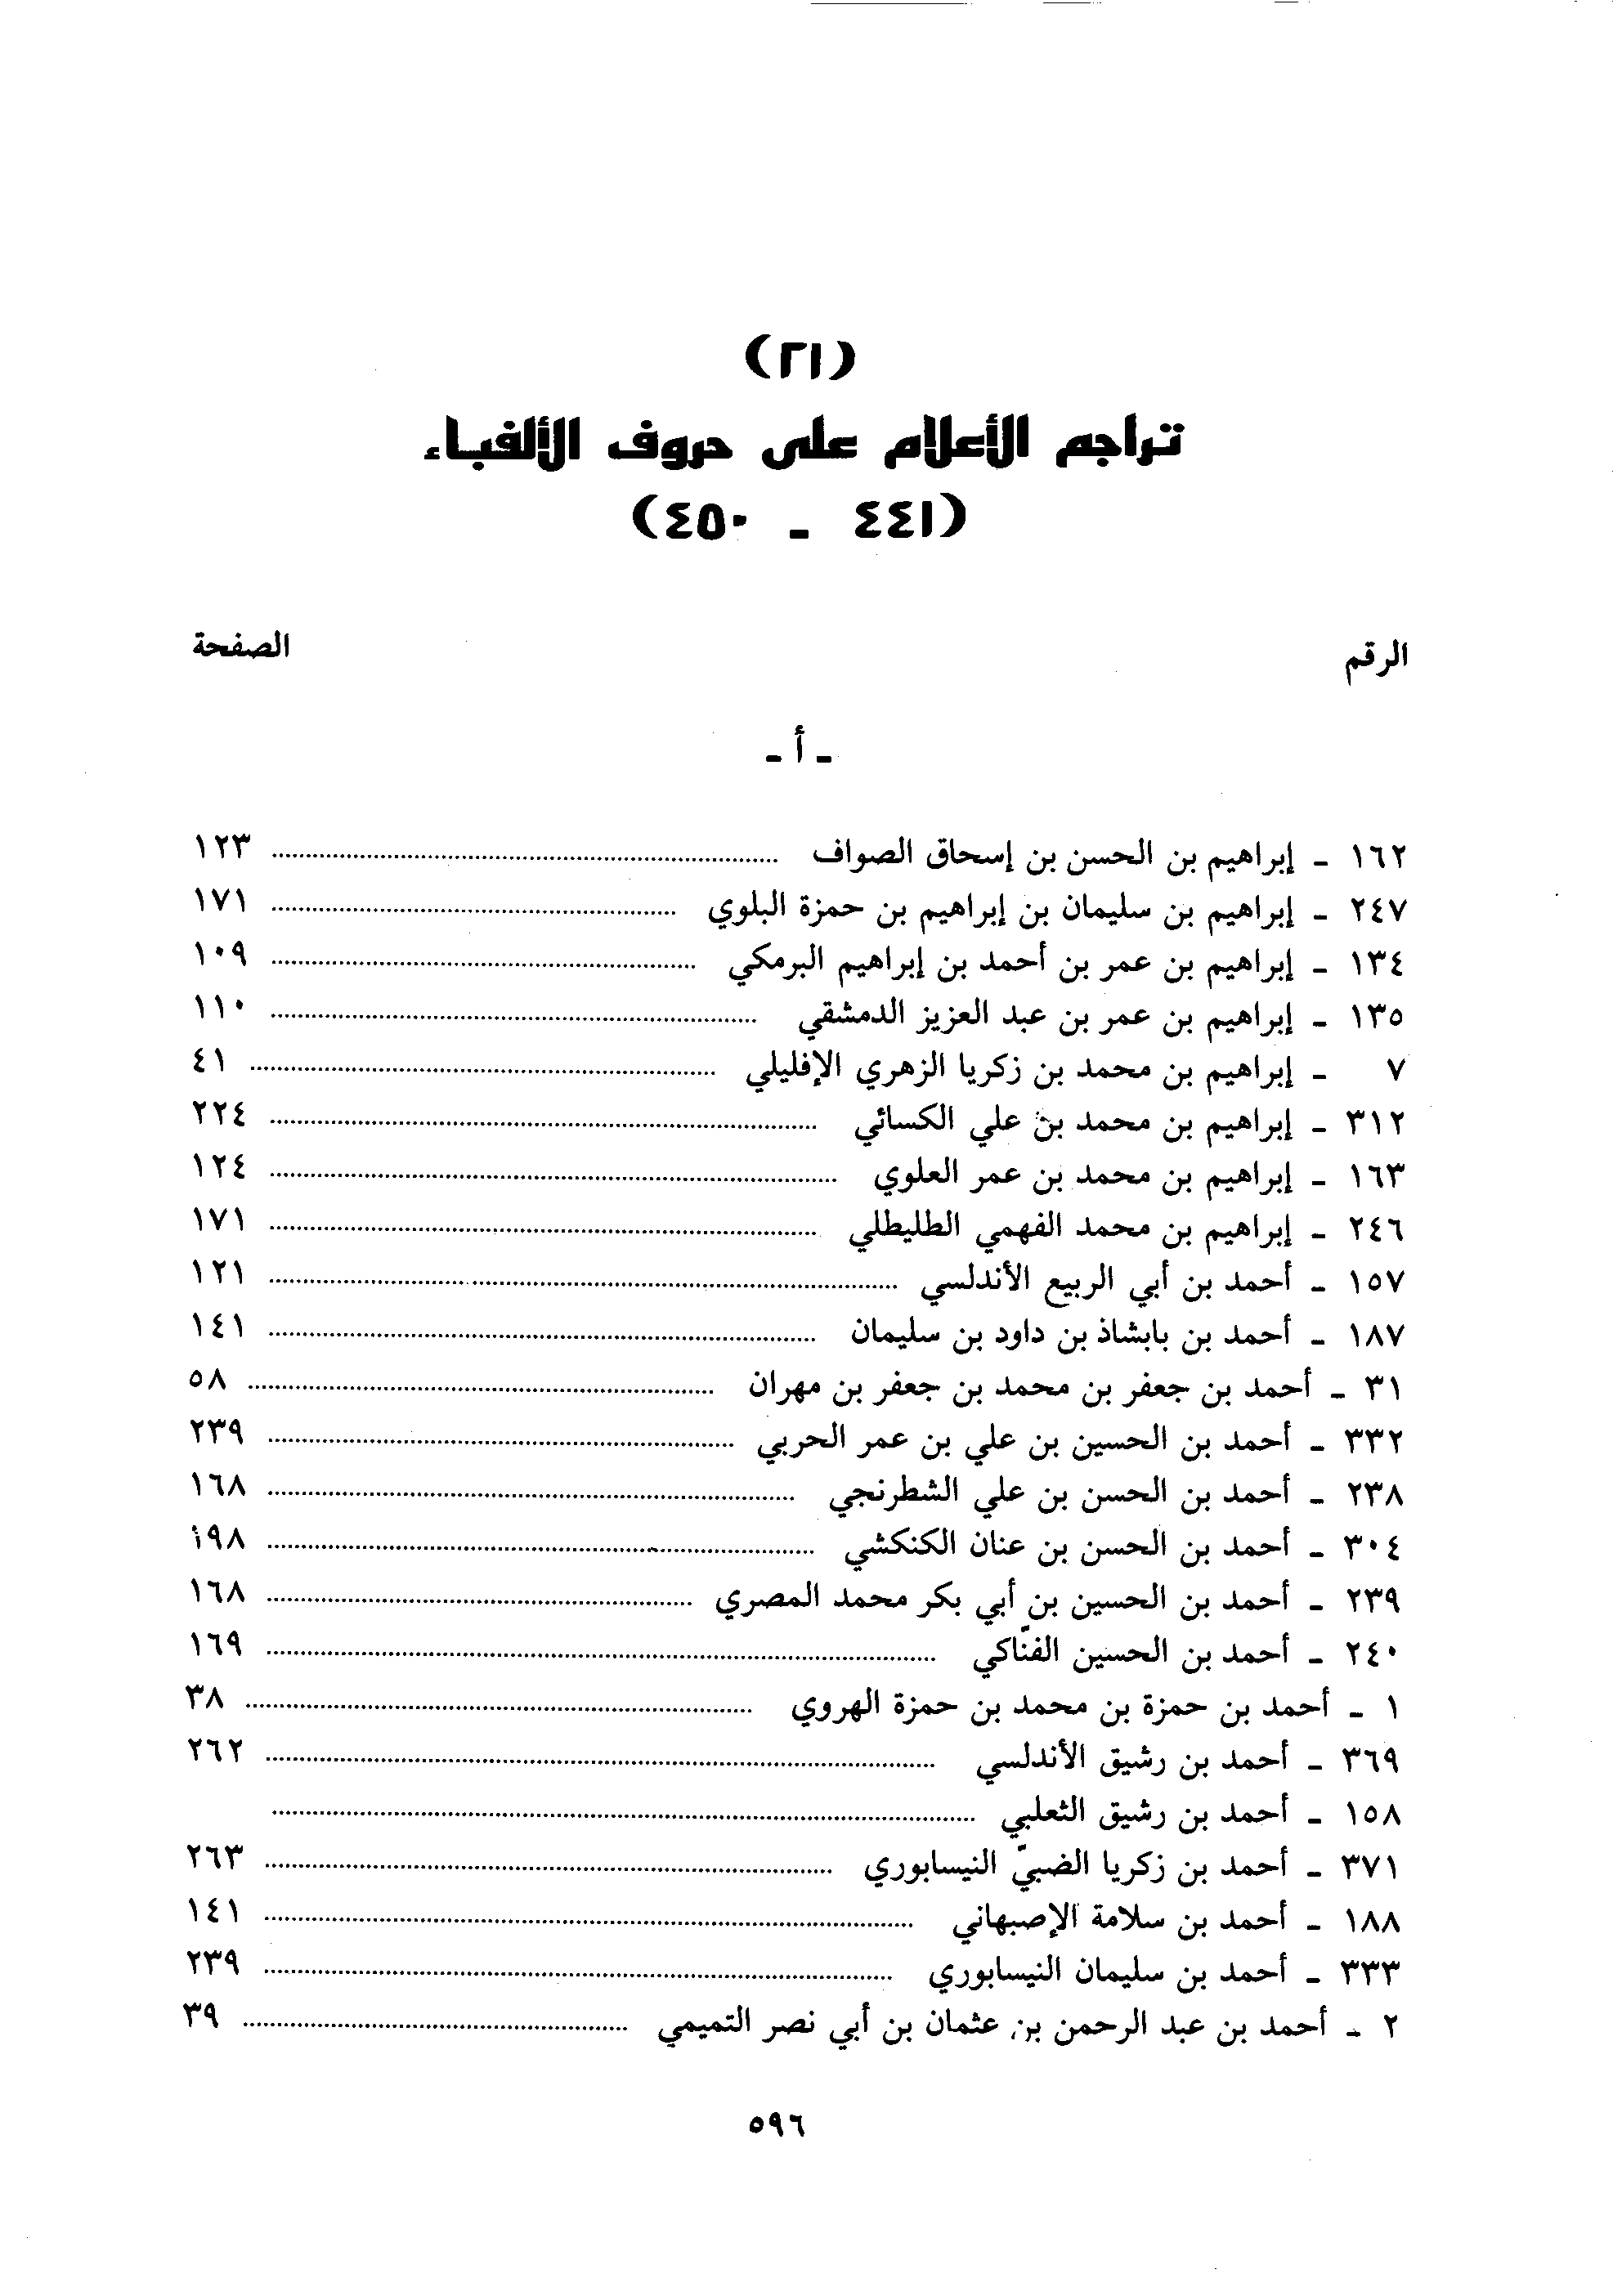 (٢١)
تراجم الأعلام على حروف الألفباء
(٤٤١ - ٤٥٠)
الرقم الصفحة
- أ -
١٦٢ - إبراهيم بن الحسن بن إسحاق الصواف ........ ١٢٣
٢٤٧ - إبراهيم بن سليمان بن إبراهيم بن حمزة البلوي ........ ١٧١
١٣٤ - إبراهيم بن عمر بن أحمد بن إبراهيم البرمكي ........ ١٠٩
١٣٥ - إبراهيم بن عمر بن عبد العزيز الدمشقي ........ ١١٠
٧ - إبراهيم بن محمد بن زكريا الزهري الإفليلي ........ ٤١
٣١٢ - إبراهيم بن محمد بن علي الكسائي ........ ٢٢٤
١٦٣ - إبراهيم بن محمد بن عمر العلوي ........ ١٢٤
٢٤٦ - إبراهيم بن محمد الفهمي الطليطلي ........ ١٧١
١٥٧ - أحمد بن أبي الربيع الأندلسي ........ ١٢١
١٨٧ - أحمد بن بابشاذ بن داود بن سليمان ........ ١٤١
٣١ - أحمد بن جعفر بن محمد بن جعفر بن مهران ........ ٥٨
٣٣٢ - أحمد بن الحسين بن علي بن عمر الحربي ........ ٢٣٩
٢٣٨ - أحمد بن الحسن بن علي الشطرنجي ........ ١٦٨
٣٠٤ - أحمد بن الحسن بن عنان الكنكشي ........ ١٩٨
٢٣٩ - أحمد بن الحسين بن أبي بكر محمد المصري ........ ١٦٨
٢٤٠ - أحمد بن الحسين الفنّاكي ........ ١٦٩
١ - أحمد بن حمزة بن محمد بن حمزة الهروي ........ ٣٨
٣٦٩ - أحمد بن رشيق الأندلسي ........ ٢٦٢
١٥٨ - أحمد بن رشيق الثعلبي ........
٣٧١ - أحمد بن زكريا الضبيّ النيسابوري ........ ٢٦٣
١٨٨ - أحمد بن سلامة الإصبهاني ........ ١٤١
٣٣٣ - أحمد بن سليمان النيسابوري ........ ٢٣٩
٢ - أحمد بن عبد الرحمن بن عثمان بن أبي نصر التميمي ........ ٣٩
٥٩٦